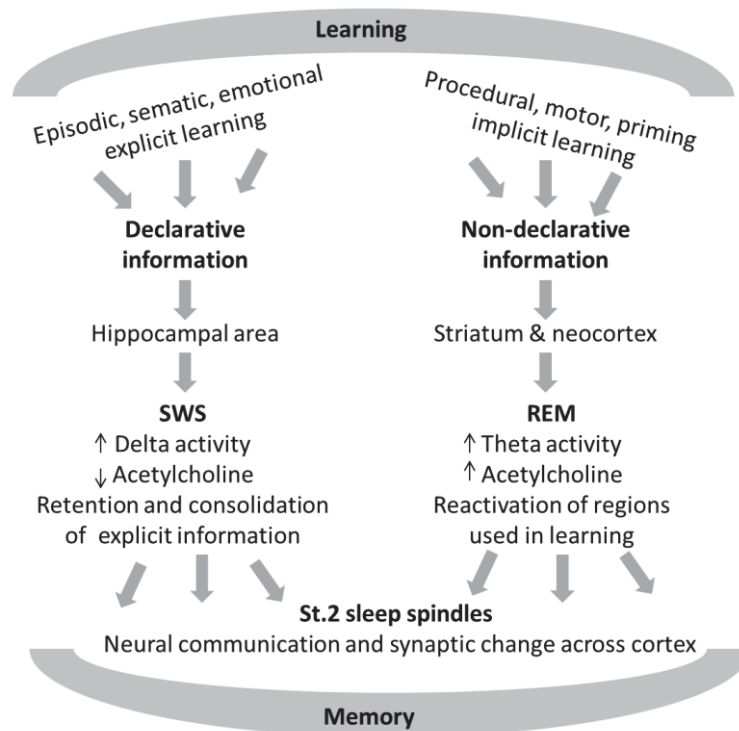 Learning
Episodic, sematic, emotional
explicit learning
Procedural, motor, priming
implicit learning
Declarative
information
Non-declarative
information
Hippocampal area
Striatum & neocortex
SWS
↑ Delta activity
↓ Acetylcholine
Retention and consolidation
of explicit information
REM
↑ Theta activity
↑ Acetylcholine
Reactivation of regions
used in learning
St.2 sleep spindles
Neural communication and synaptic change across cortex
Memory